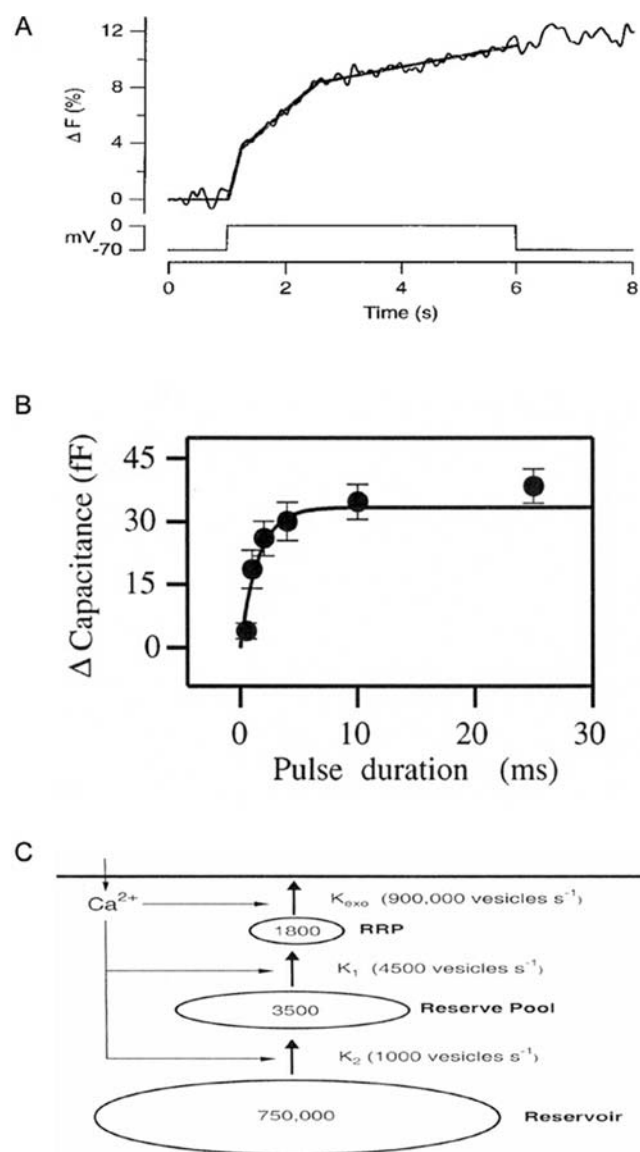 A
12
8
4
0
Δ F (%)
0
mV
-70
0 2 4 6 8
Time (s)
B
45
30
15
0
Δ Capacitance (fF)
0 10 20 30
Pulse duration (ms)
C
Ca2+
Kexo (900,000 vesicles s-1)
1800 RRP
K1 (4500 vesicles s-1)
3500 Reserve Pool
K2 (1000 vesicles s-1)
750,000 Reservoir